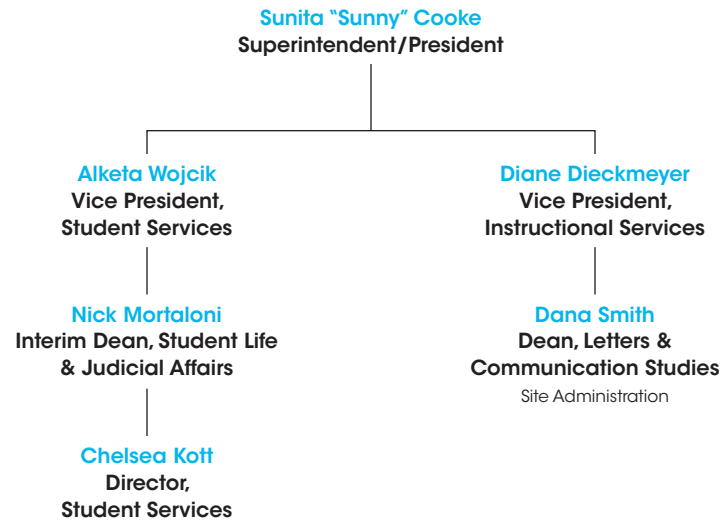 Sunita “Sunny” Cooke
Superintendent/President
Alketa Wojcik
Vice President,
Student Services
Diane Dieckmeyer
Vice President,
Instructional Services
Nick Mortaloni
Interim Dean, Student Life
& Judicial Affairs
Dana Smith
Dean, Letters &
Communication Studies
Site Administration
Chelsea Kott
Director,
Student Services